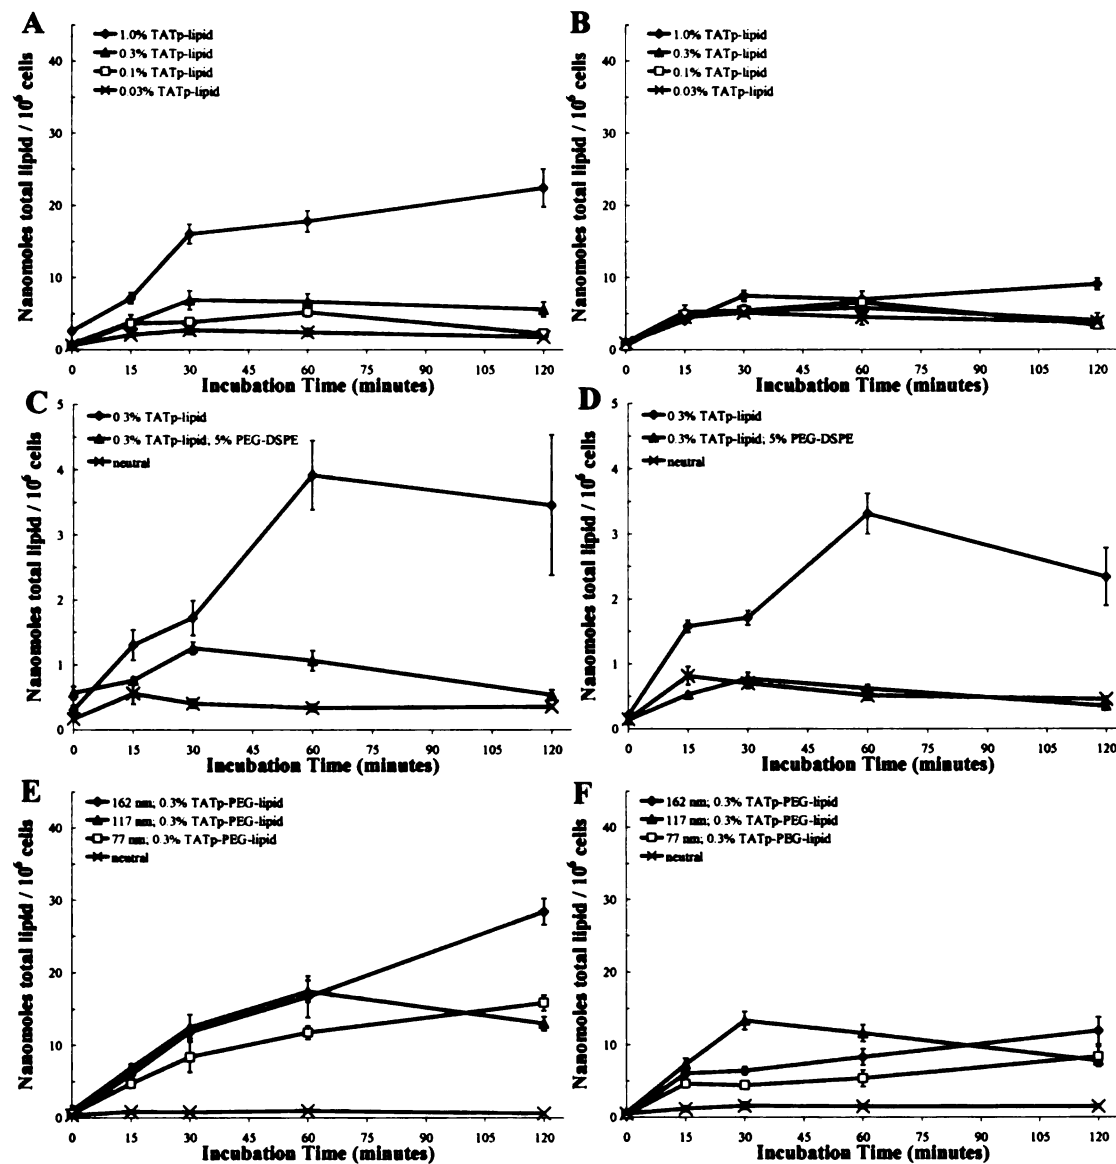 A
1.0% TATp-lipid
0.3% TATp-lipid
0.1% TATp-lipid
0.03% TATp-lipid
Nanomoles total lipid / 10⁶ cells
40
30
20
10
0
0 15 30 45 60 75 90 105 120
Incubation Time (minutes)
B
1.0% TATp-lipid
0.3% TATp-lipid
0.1% TATp-lipid
0.03% TATp-lipid
Nanomoles total lipid / 10⁶ cells
40
30
20
10
0
0 15 30 45 60 75 90 105 120
Incubation Time (minutes)
C
0 3% TATp-lipid
0 3% TATp-lipid, 5% PEG-DSPE
neutral
Nanomoles total lipid / 10⁶ cells
5
4
3
2
1
0
0 15 30 45 60 75 90 105 120
Incubation Time (minutes)
D
0 3% TATp-lipid
0.3% TATp-lipid; 5% PEG-DSPE
neutral
Nanomoles total lipid / 10⁶ cells
5
4
3
2
1
0
0 15 30 45 60 75 90 105 120
Incubation Time (minutes)
E
162 nm; 0.3% TATp-PEG-lipid
117 nm; 0.3% TATp-PEG-lipid
77 nm; 0.3% TATp-PEG-lipid
neutral
Nanomoles total lipid / 10⁶ cells
40
30
20
10
0
0 15 30 45 60 75 90 105 120
Incubation Time (minutes)
F
162 nm; 0.3% TATp-PEG-lipid
117 nm; 0.3% TATp-PEG-lipid
77 nm; 0.3% TATp-PEG-lipid
neutral
Nanomoles total lipid / 10⁶ cells
40
30
20
10
0
0 15 30 45 60 75 90 105 120
Incubation Time (minutes)